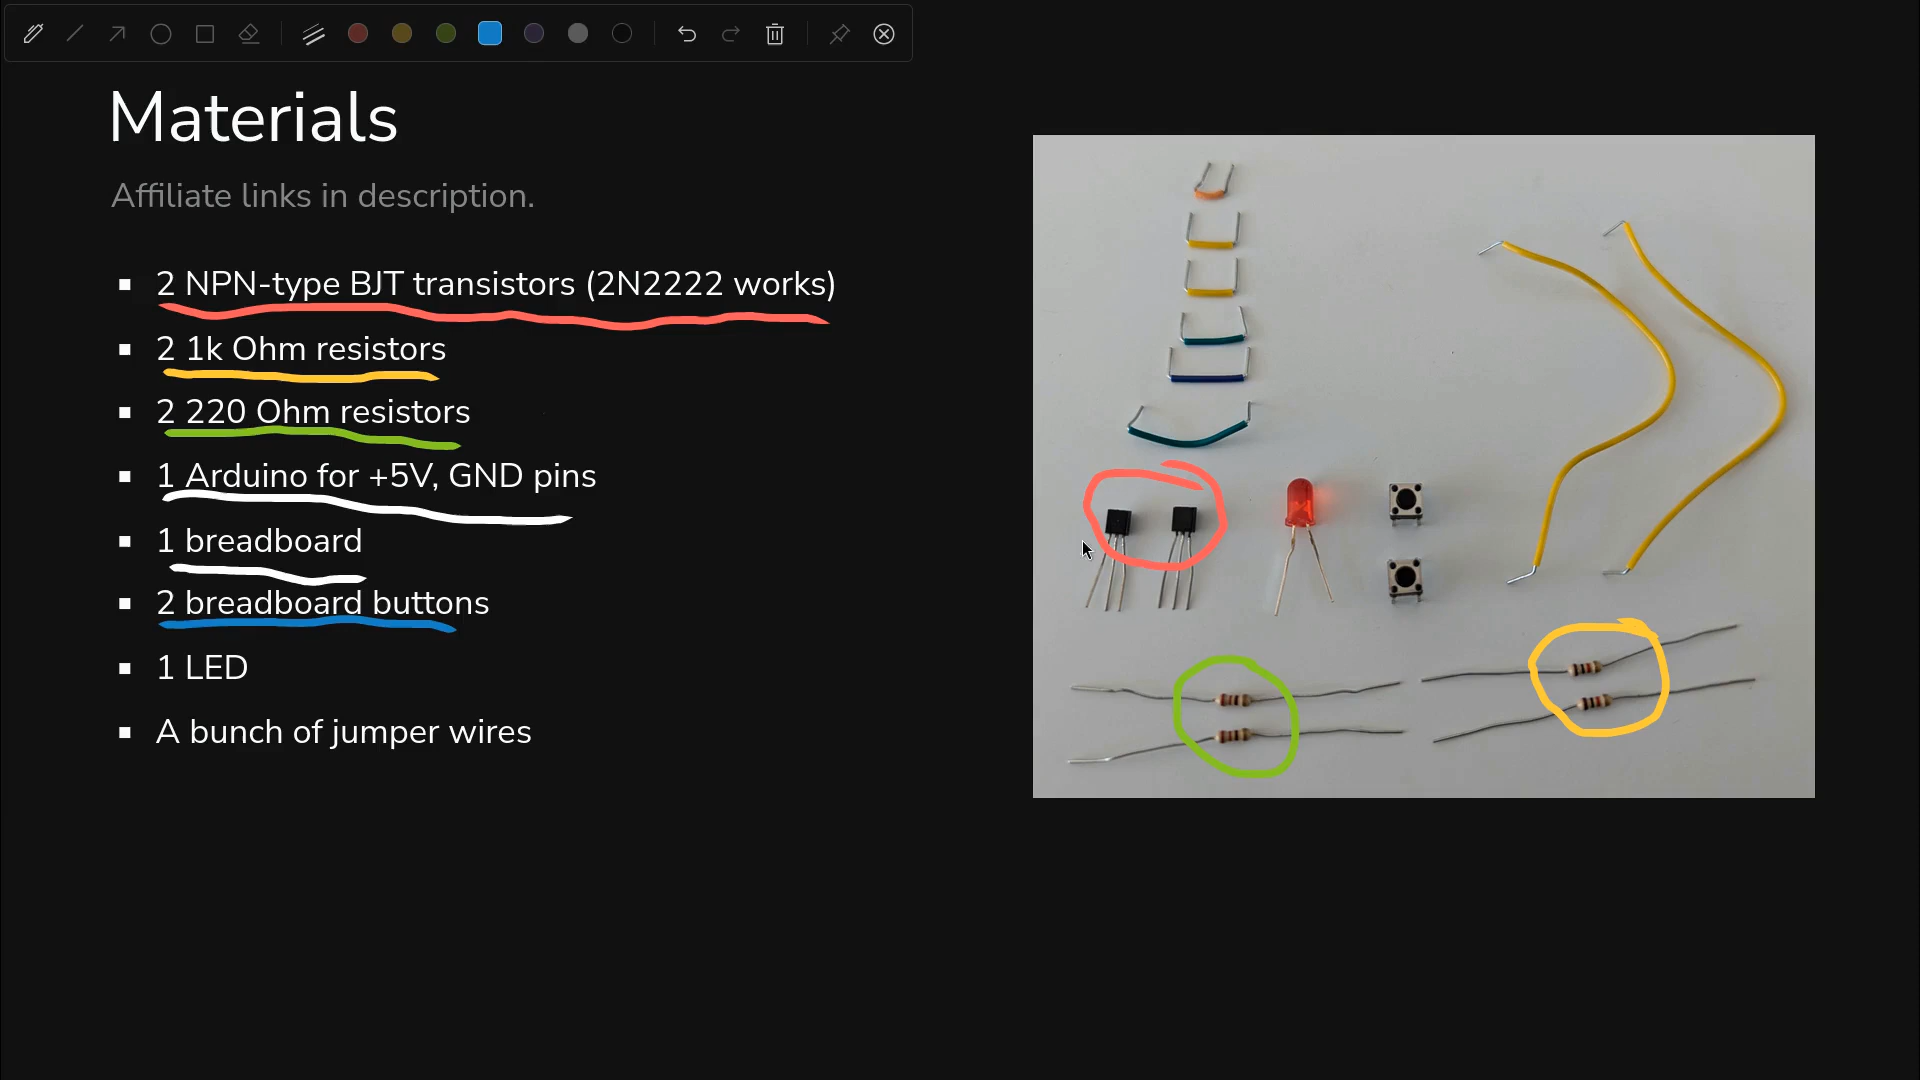 Materials
Affiliate links in description.
2 NPN-type BJT transistors (2N2222 works)
2 1k Ohm resistors
2 220 Ohm resistors
1 Arduino for +5V, GND pins
1 breadboard
2 breadboard buttons
1 LED
A bunch of jumper wires